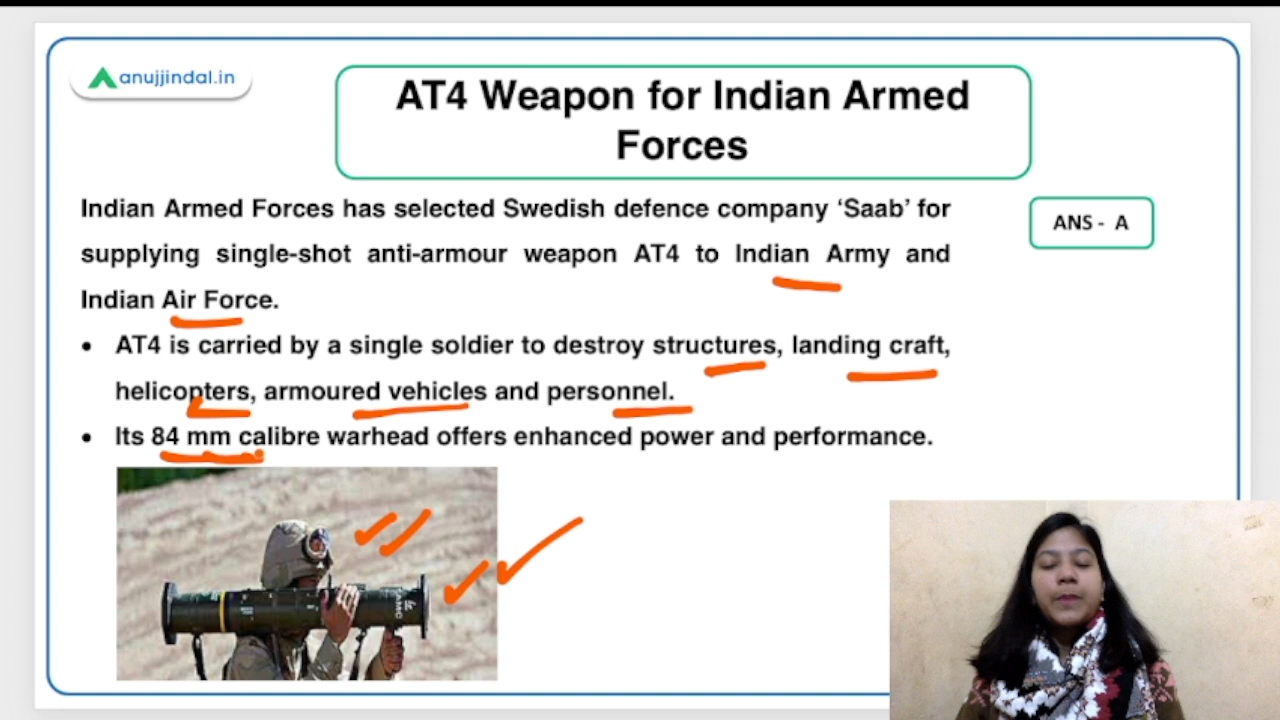 anujjindal.in
AT4 Weapon for Indian Armed
Forces
Indian Armed Forces has selected Swedish defence company ‘Saab’ for
supplying single-shot anti-armour weapon AT4 to Indian Army and
Indian Air Force.
ANS - A
• AT4 is carried by a single soldier to destroy structures, landing craft,
helicopters, armoured vehicles and personnel.
• Its 84 mm calibre warhead offers enhanced power and performance.